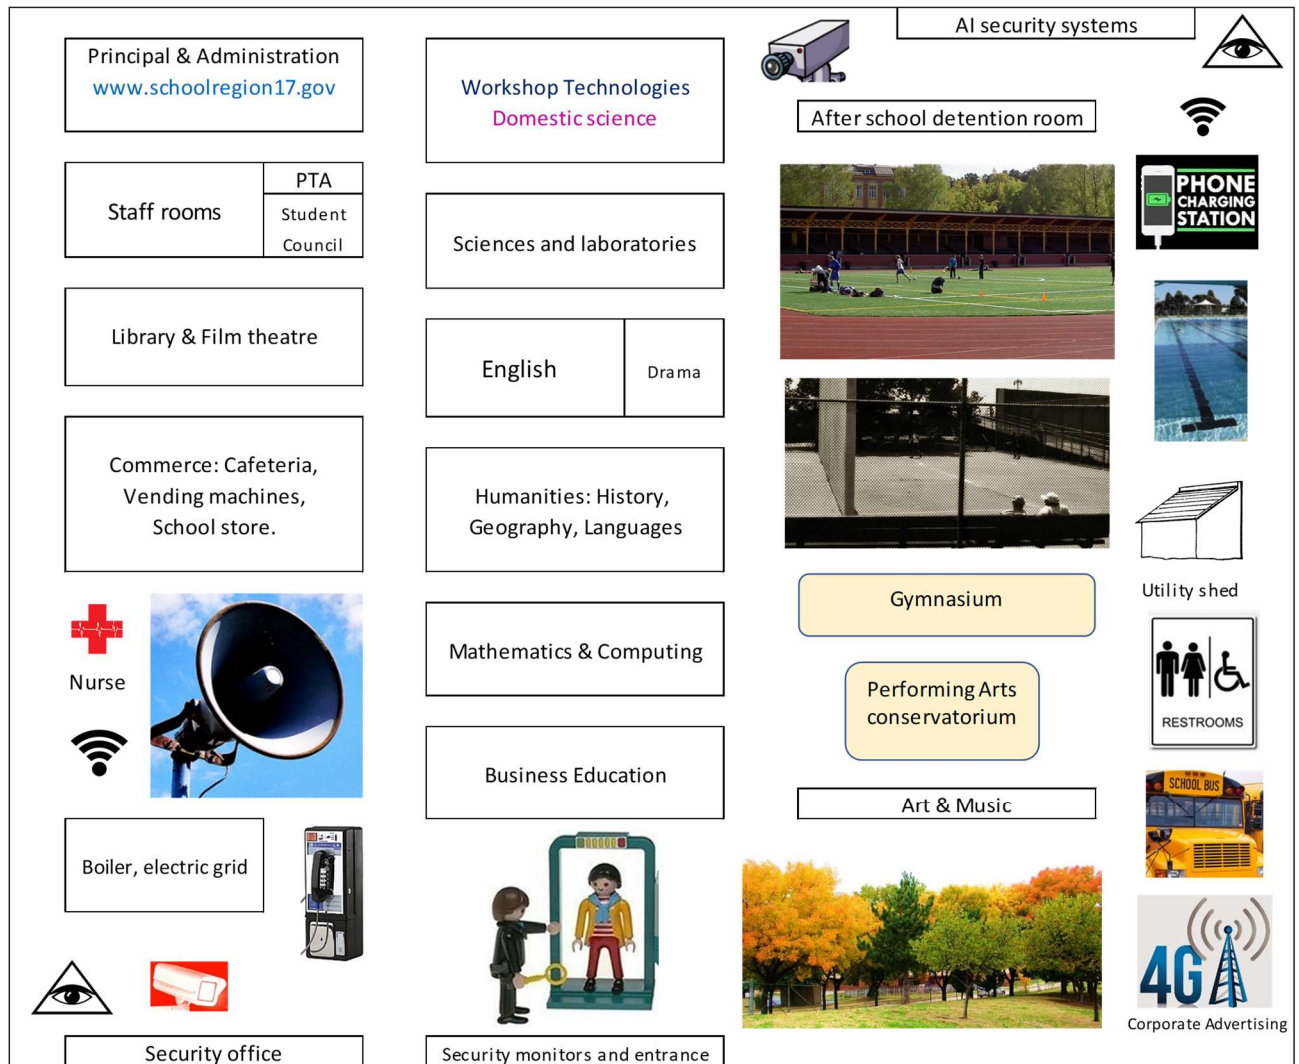 Principal & Administration
www.schoolregion17.gov
Staff rooms
PTA
Student
Council
Library & Film theatre
Commerce: Cafeteria,
Vending machines,
School store.
Nurse
Boiler, electric grid
Security office
Workshop Technologies
Domestic science
Sciences and laboratories
English
Drama
Humanities: History,
Geography, Languages
Mathematics & Computing
Business Education
Security monitors and entrance
AI security systems
After school detention room
Gymnasium
Performing Arts
conservatorium
Art & Music
PHONE
CHARGING
STATION
Utility shed
RESTROOMS
SCHOOL BUS
4G
Corporate Advertising